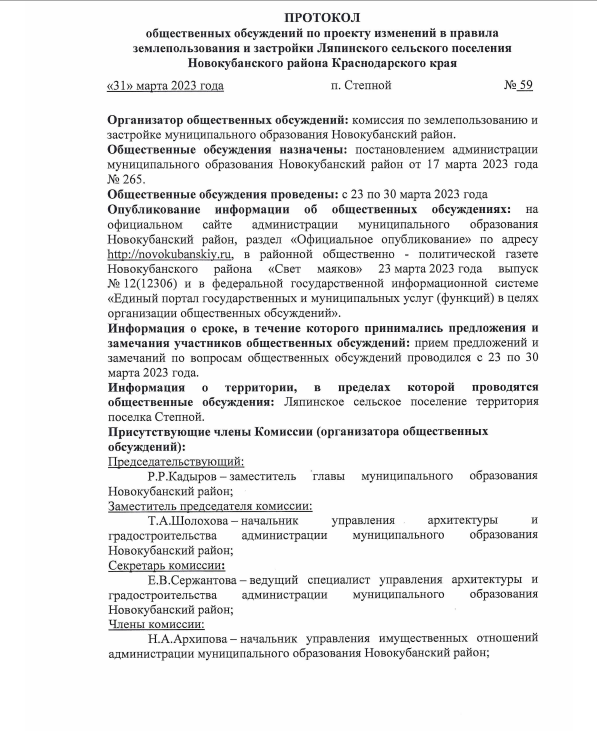 ПРОТОКОЛ
общественных обсуждений по проекту изменений в правила
землепользования и застройки Ляпинского сельского поселения
Новокубанского района Краснодарского края
«31» марта 2023 года п. Степной № 59
Организатор общественных обсуждений: комиссия по землепользованию и
застройке муниципального образования Новокубанский район.
Общественные обсуждения назначены: постановлением администрации
муниципального образования Новокубанский район от 17 марта 2023 года
№ 265.
Общественные обсуждения проведены: с 23 по 30 марта 2023 года
Опубликование информации об общественных обсуждениях: на
официальном сайте администрации муниципального образования
Новокубанский район, раздел «Официальное опубликование» по адресу
http://novokubanskiy.ru, в районной общественно - политической газете
Новокубанского района «Свет маяков» 23 марта 2023 года выпуск
№ 12(12306) и в федеральной государственной информационной системе
«Единый портал государственных и муниципальных услуг (функций) в целях
организации общественных обсуждений».
Информация о сроке, в течение которого принимались предложения и
замечания участников общественных обсуждений: прием предложений и
замечаний по вопросам общественных обсуждений проводился с 23 по 30
марта 2023 года.
Информация о территории, в пределах которой проводятся
общественные обсуждения: Ляпинское сельское поселение территория
поселка Степной.
Присутствующие члены Комиссии (организатора общественных
обсуждений):
Председательствующий:
Р.Р.Кадыров – заместитель главы муниципального образования
Новокубанский район;
Заместитель председателя комиссии:
Т.А.Шолохова – начальник управления архитектуры и
градостроительства администрации муниципального образования
Новокубанский район;
Секретарь комиссии:
Е.В.Сержантова – ведущий специалист управления архитектуры и
градостроительства администрации муниципального образования
Новокубанский район;
Члены комиссии:
Н.А.Архипова – начальник управления имущественных отношений
администрации муниципального образования Новокубанский район;